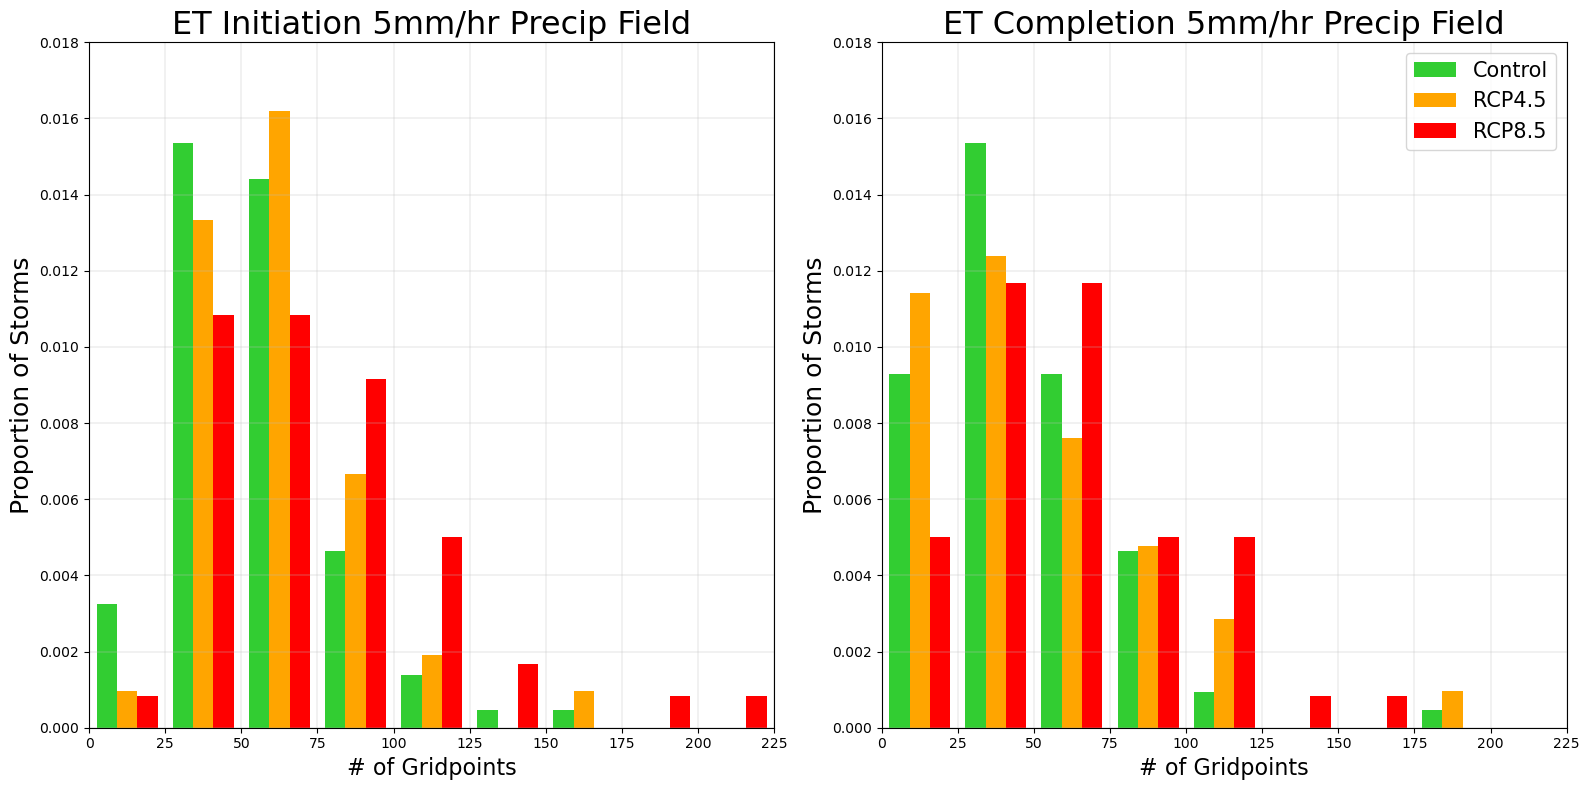 ET Initiation 5mm/hr Precip Field
0.018
0.016
0.014
0.012
0.010
0.008
0.006
0.004
0.002
0.000
Proportion of Storms
0 25 50 75 100 125 150 175 200 225
# of Gridpoints
ET Completion 5mm/hr Precip Field
Control
RCP4.5
RCP8.5
0.018
0.016
0.014
0.012
0.010
0.008
0.006
0.004
0.002
0.000
Proportion of Storms
0 25 50 75 100 125 150 175 200 225
# of Gridpoints